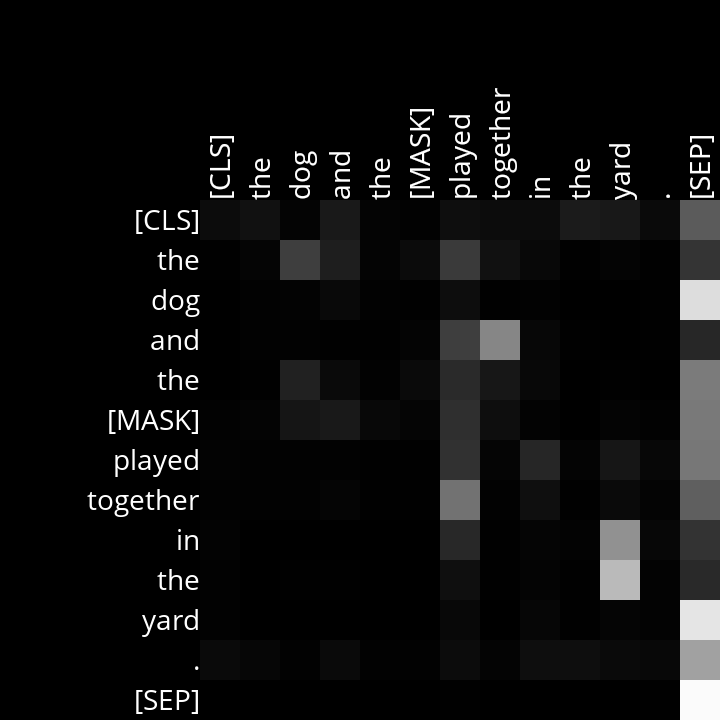 [CLS] the dog and the [MASK] played together in the yard . [SEP]
[CLS]
the
dog
and
the
[MASK]
played
together
in
the
yard
.
[SEP]